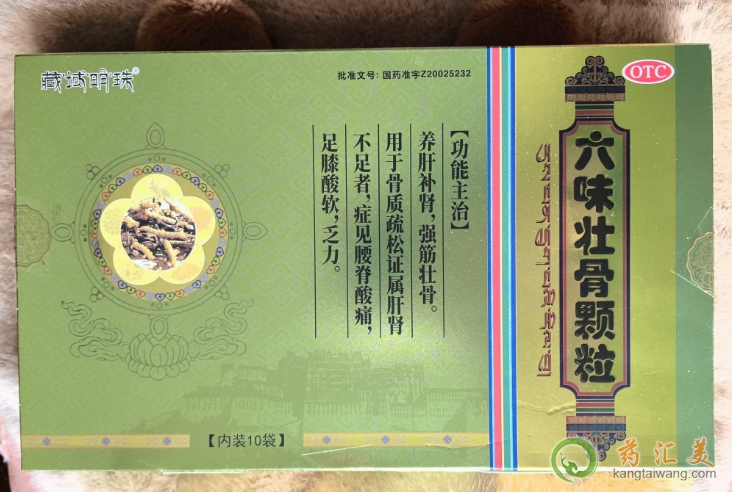 藏域明珠
批准文号：国药准字Z20025232
OTC
六味壮骨颗粒
【功能主治】
养肝补肾，强筋壮骨。
用于骨质疏松证属肝肾
不足者，症见腰脊酸痛，
足膝酸软，乏力。
【内装10袋】
药汇美
kangtaiwang.com